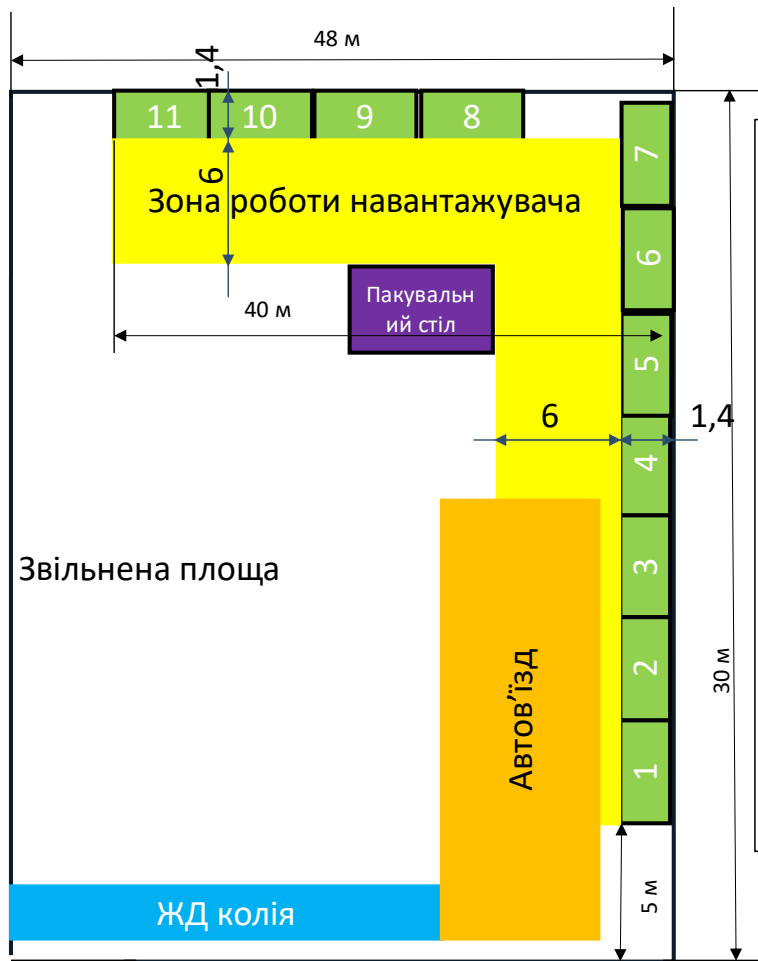 48 м
1,4
11 10 9 8
7
6
Зона роботи навантажувача
6
Пакувальн
ий стіл
40 м
5
6
1,4
4
Звільнена площа
3
Автов’їзд
2
30 м
1
5 м
ЖД колія